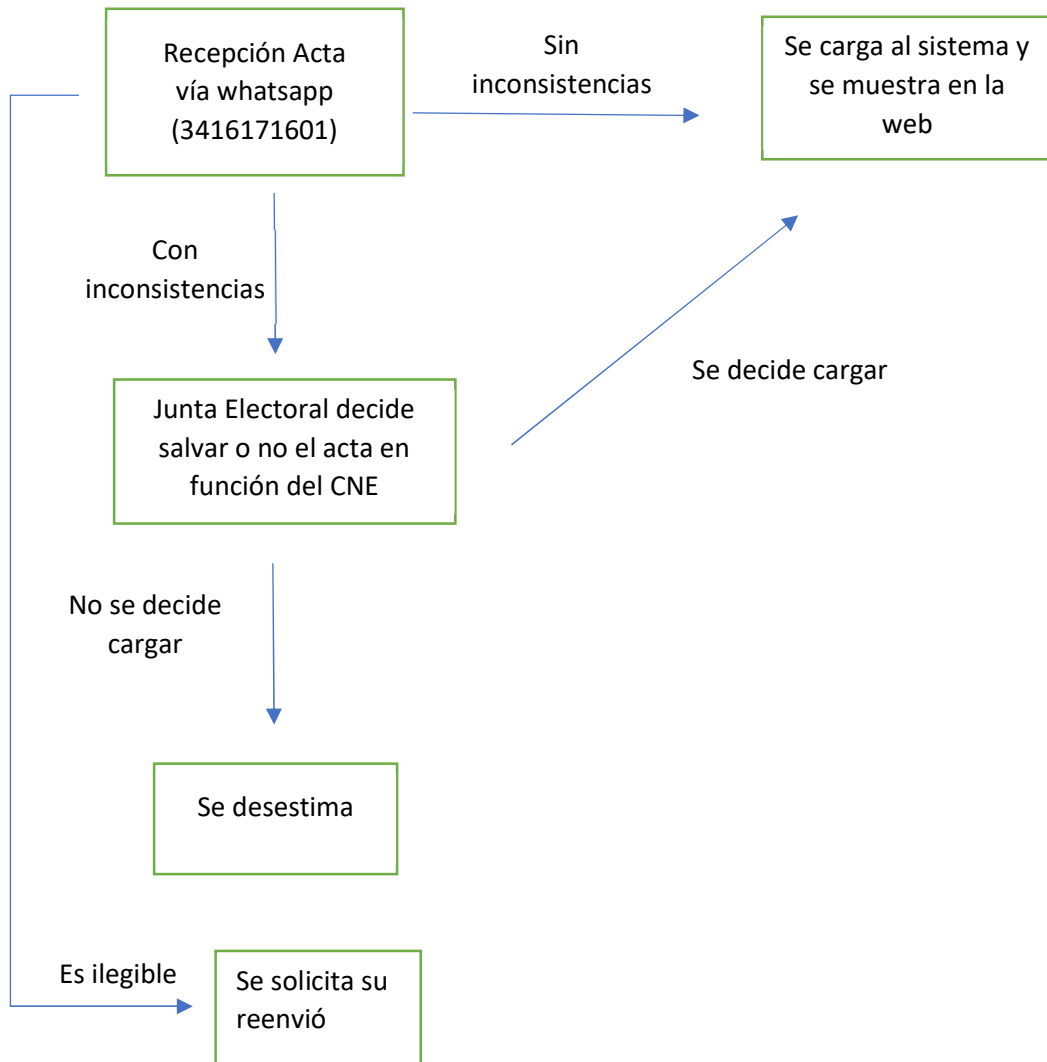 Recepción Acta
vía whatsapp
(3416171601)
Sin
inconsistencias
Se carga al sistema y
se muestra en la
web
Con
inconsistencias
Se decide cargar
Junta Electoral decide
salvar o no el acta en
función del CNE
No se decide
cargar
Se desestima
Es ilegible
Se solicita su
reenvió